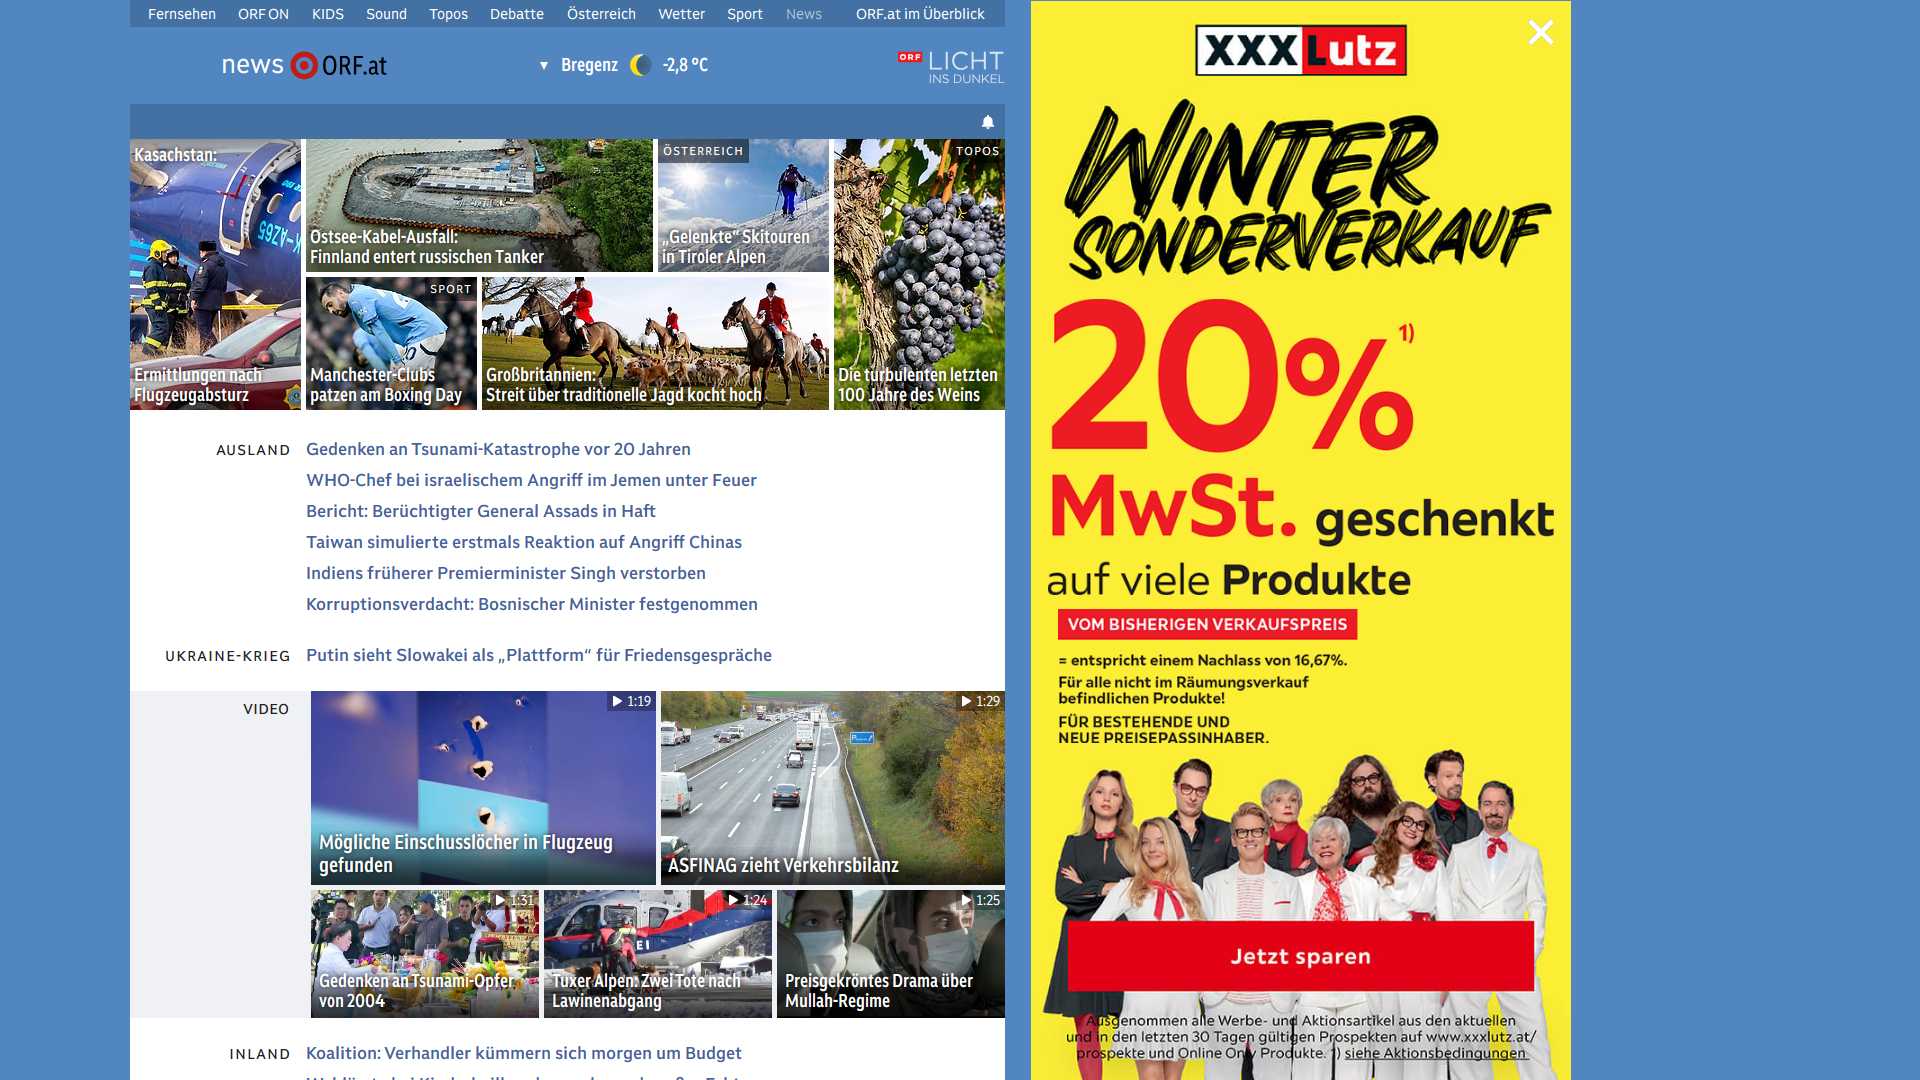 Fernsehen ORF ON KIDS Sound Topos Debatte Österreich Wetter Sport News ORF.at im Überblick
news ORF.at
▼ Bregenz -2,8 °C
ORF LICHT
INS DUNKEL
Kasachstan:
Ermittlungen nach
Flugzeugabsturz
Ostsee-Kabel-Ausfall:
Finnland entert russischen Tanker
ÖSTERREICH
„Gelenkte“ Skitouren
in Tiroler Alpen
TOPOS
Die turbulenten letzten
100 Jahre des Weins
SPORT
Manchester-Clubs
patzen am Boxing Day
Großbritannien:
Streit über traditionelle Jagd kocht hoch
AUSLAND
Gedenken an Tsunami-Katastrophe vor 20 Jahren
WHO-Chef bei israelischem Angriff im Jemen unter Feuer
Bericht: Berüchtigter General Assads in Haft
Taiwan simulierte erstmals Reaktion auf Angriff Chinas
Indiens früherer Premierminister Singh verstorben
Korruptionsverdacht: Bosnischer Minister festgenommen
UKRAINE-KRIEG
Putin sieht Slowakei als „Plattform“ für Friedensgespräche
VIDEO
1:19
Mögliche Einschusslöcher in Flugzeug
gefunden
1:29
ASFINAG zieht Verkehrsbilanz
1:31
Gedenken an Tsunami-Opfer
von 2004
1:24
Tuxer Alpen: Zwei Tote nach
Lawinenabgang
1:25
Preisgekröntes Drama über
Mullah-Regime
INLAND
Koalition: Verhandler kümmern sich morgen um Budget
XXXLutz
WINTER
SONDERVERKAUF
20% 1)
MwSt. geschenkt
auf viele Produkte
VOM BISHERIGEN VERKAUFSPREIS
= entspricht einem Nachlass von 16,67%.
Für alle nicht im Räumungsverkauf
befindlichen Produkte!
FÜR BESTEHENDE UND
NEUE PREISEPASSINHABER.
Jetzt sparen
Ausgenommen alle Werbe- und Aktionsartikel aus den aktuellen
und in den letzten 30 Tagen gültigen Prospekten auf www.xxxlutz.at/
prospekte und Online Only Produkte. 1) siehe Aktionsbedingungen